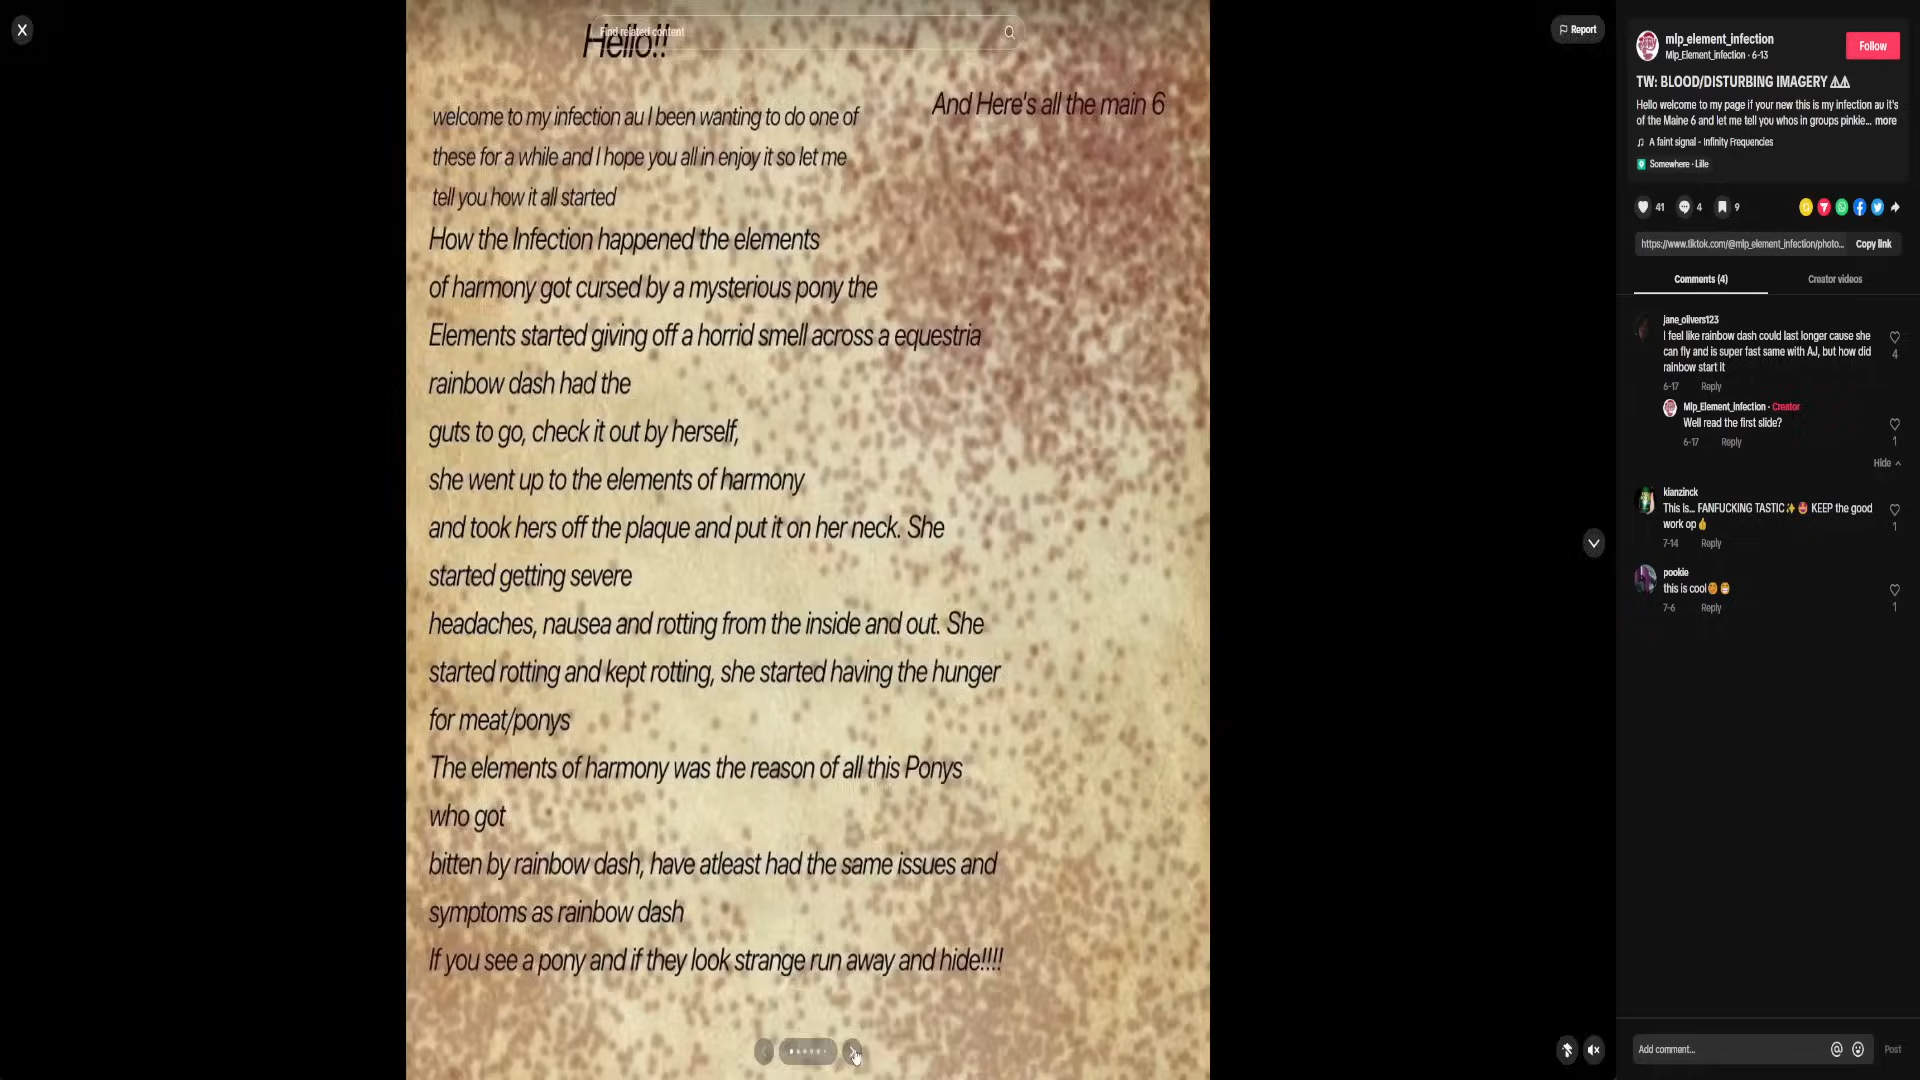 Find related content
Hello!!
And Here's all the main 6
welcome to my infection au I been wanting to do one of
these for a while and I hope you all in enjoy it so let me
tell you how it all started
How the Infection happened the elements
of harmony got cursed by a mysterious pony the
Elements started giving off a horrid smell across a equestria
rainbow dash had the
guts to go, check it out by herself,
she went up to the elements of harmony
and took hers off the plaque and put it on her neck. She
started getting severe
headaches, nausea and rotting from the inside and out. She
started rotting and kept rotting, she started having the hunger
for meat/ponys
The elements of harmony was the reason of all this Ponys
who got
bitten by rainbow dash, have atleast had the same issues and
symptoms as rainbow dash
If you see a pony and if they look strange run away and hide!!!!
Report
mlp_element_infection
Mlp_Element_infection · 6-13
Follow
TW: BLOOD/DISTURBING IMAGERY ⚠⚠
Hello welcome to my page if your new this is my infection au it's
of the Maine 6 and let me tell you whos in groups pinkie... more
♫ A faint signal - Infinity Frequencies
Somewhere · Lille
41 4 9
https://www.tiktok.com/@mlp_element_infection/photo... Copy link
Comments (4) Creator videos
jane_olivers123
I feel like rainbow dash could last longer cause she
can fly and is super fast same with AJ, but how did
rainbow start it
4
6-17 Reply
Mlp_Element_infection · Creator
Well read the first slide?
1
6-17 Reply
Hide
kianzinck
This is... FANFUCKING TASTIC✨🤩 KEEP the good
work op👍
1
7-14 Reply
pookie
this is cool
1
7-6 Reply
Add comment... @ Post